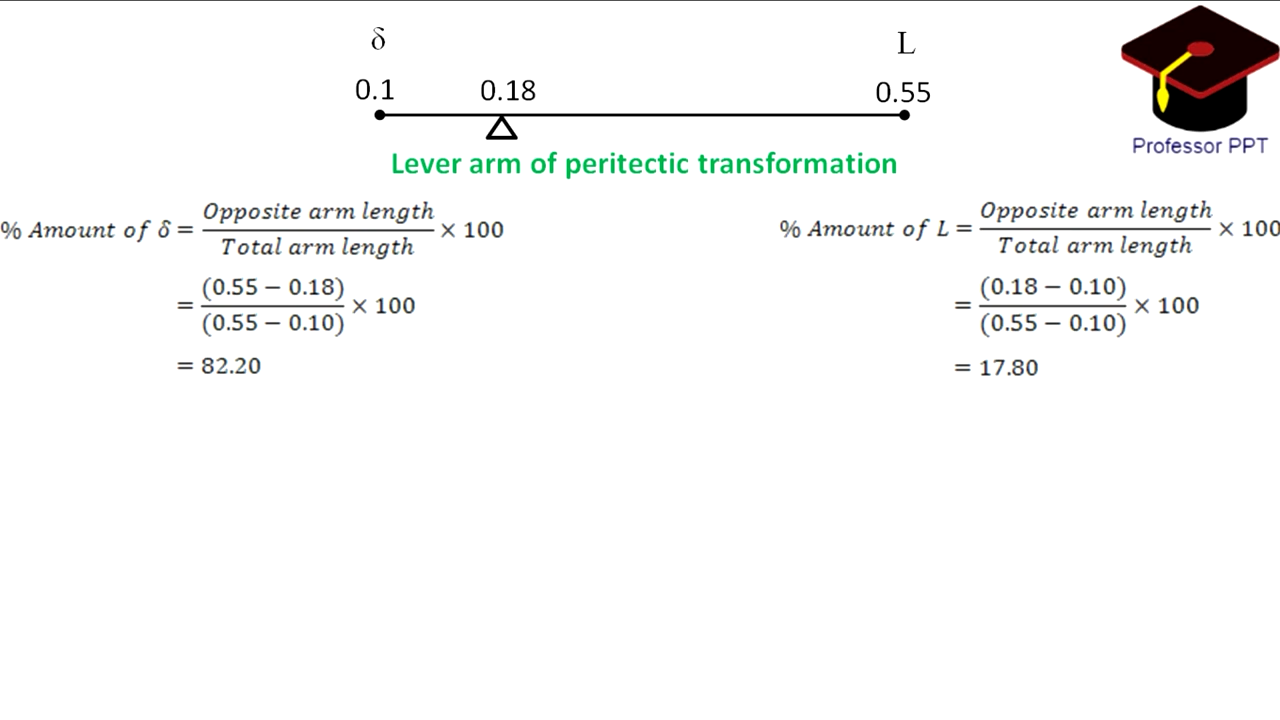 δ L
0.1 0.18 0.55
Professor PPT
Lever arm of peritectic transformation
% Amount of δ = Opposite arm length / Total arm length × 100
= (0.55 − 0.18) / (0.55 − 0.10) × 100
= 82.20
% Amount of L = Opposite arm length / Total arm length × 100
= (0.18 − 0.10) / (0.55 − 0.10) × 100
= 17.80